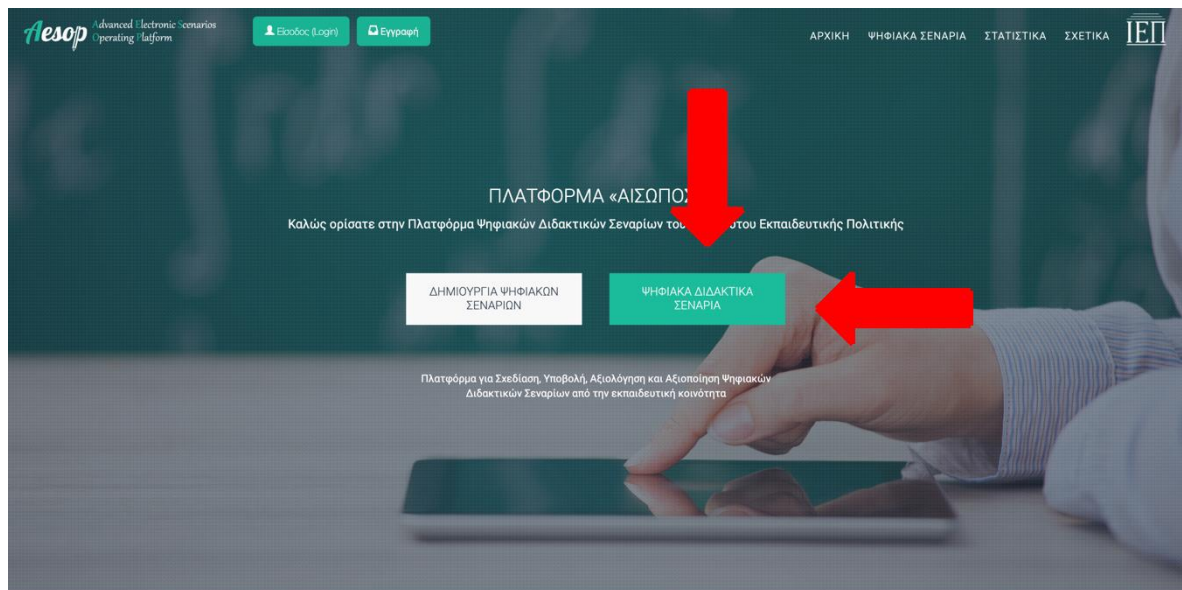 Aesop Advanced Electronic Scenarios
Operating Platform
Είσοδος (Login)
Εγγραφή
ΑΡΧΙΚΗ ΨΗΦΙΑΚΑ ΣΕΝΑΡΙΑ ΣΤΑΤΙΣΤΙΚΑ ΣΧΕΤΙΚΑ ΙΕΠ
ΠΛΑΤΦΟΡΜΑ «ΑΙΣΩΠΟΣ
Καλώς ορίσατε στην Πλατφόρμα Ψηφιακών Διδακτικών Σεναρίων του Εκπαιδευτικής Πολιτικής
ΔΗΜΙΟΥΡΓΙΑ ΨΗΦΙΑΚΩΝ
ΣΕΝΑΡΙΩΝ
ΨΗΦΙΑΚΑ ΔΙΔΑΚΤΙΚΑ
ΣΕΝΑΡΙΑ
Πλατφόρμα για Σχεδίαση, Υποβολή, Αξιολόγηση και Αξιοποίηση Ψηφιακών
Διδακτικών Σεναρίων από την εκπαιδευτική κοινότητα